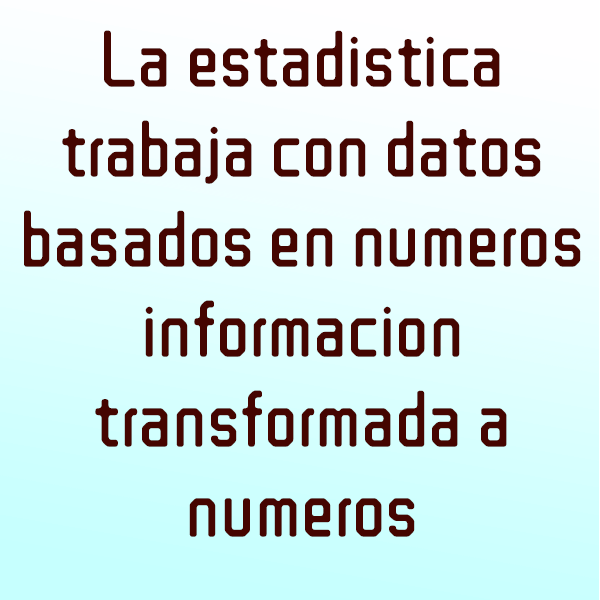 La estadistica
trabaja con datos
basados en numeros
informacion
transformada a
numeros